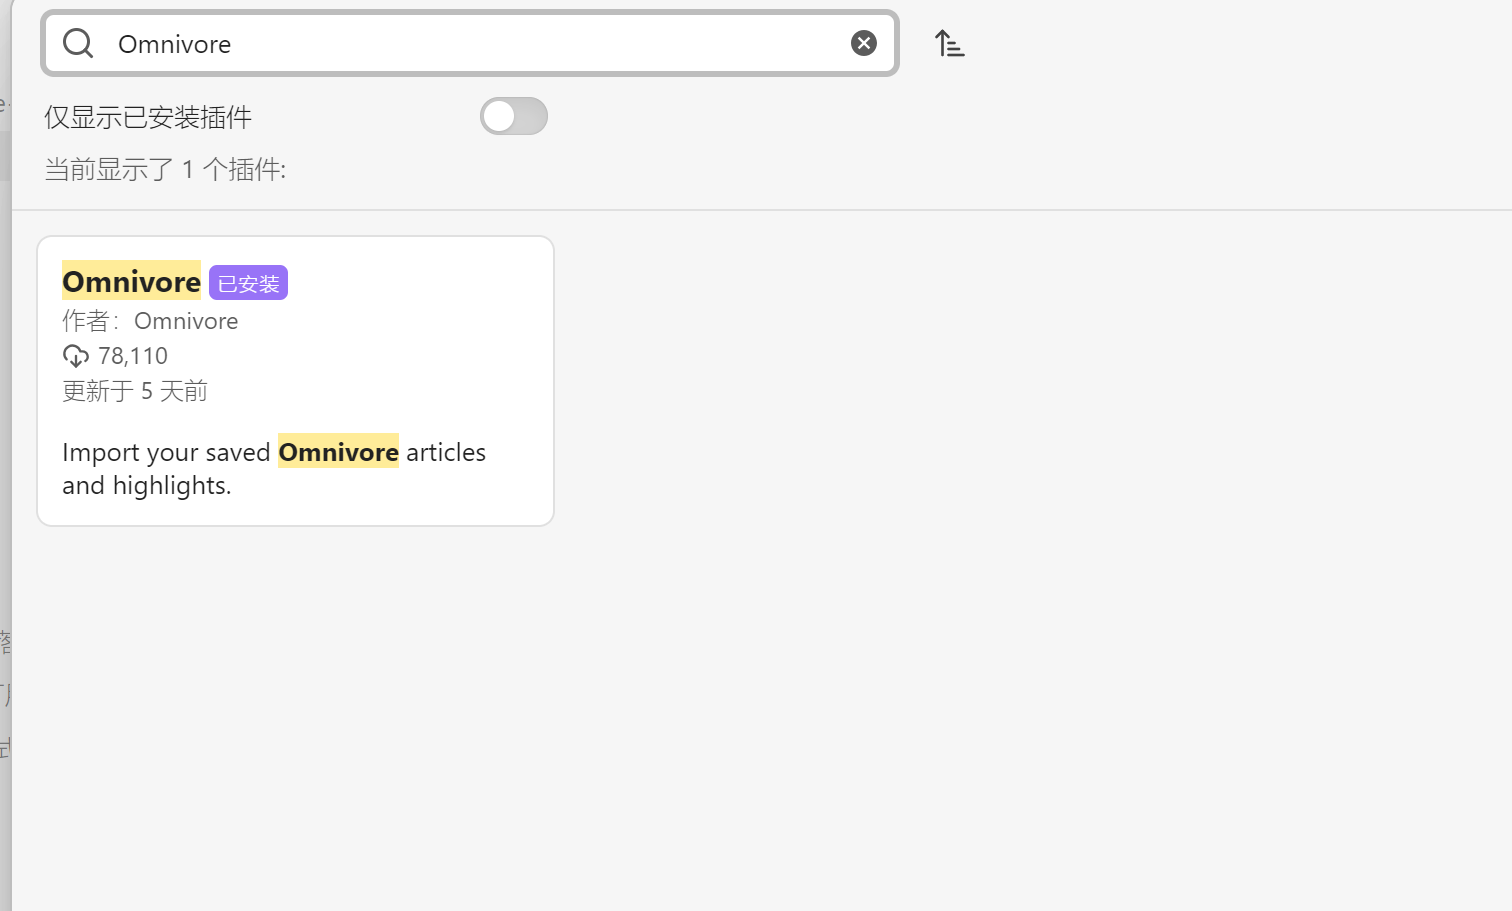 Omnivore
仅显示已安装插件
当前显示了 1 个插件:
Omnivore 已安装
作者：Omnivore
78,110
更新于 5 天前
Import your saved Omnivore articles
and highlights.